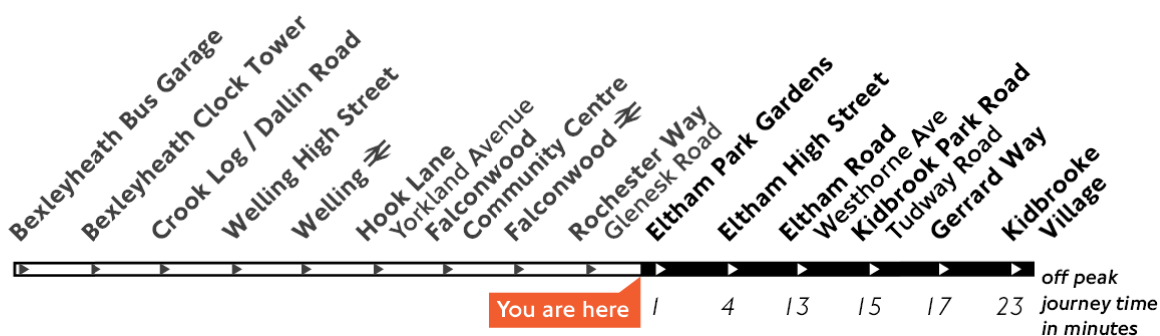 Bexleyheath Bus Garage
Bexleyheath Clock Tower
Crook Log / Dallin Road
Welling High Street
Welling
Hook Lane
Yorkland Avenue
Falconwood
Community Centre
Falconwood
Rochester Way
Glenesk Road
Eltham Park Gardens
Eltham High Street
Eltham Road
Westhorne Ave
Kidbrook Park Road
Tudway Road
Gerrard Way
Kidbrooke
Village
You are here
1 4 13 15 17 23
off peak
journey time
in minutes